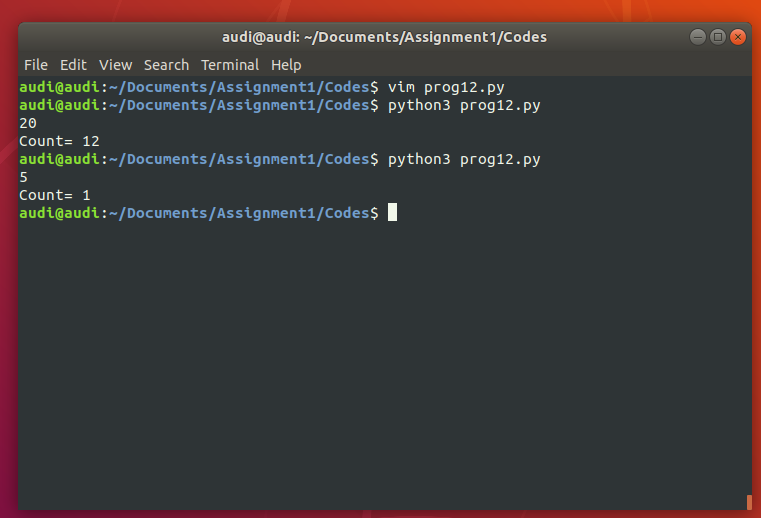 audi@audi: ~/Documents/Assignment1/Codes
File Edit View Search Terminal Help
audi@audi:~/Documents/Assignment1/Codes$ vim prog12.py
audi@audi:~/Documents/Assignment1/Codes$ python3 prog12.py
20
Count= 12
audi@audi:~/Documents/Assignment1/Codes$ python3 prog12.py
5
Count= 1
audi@audi:~/Documents/Assignment1/Codes$